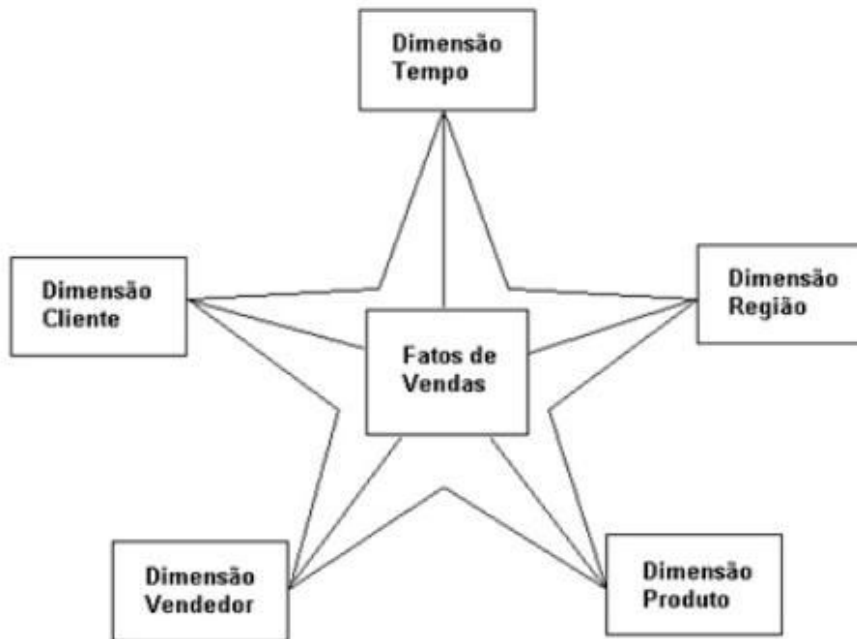 Dimensão
Tempo
Dimensão
Cliente
Dimensão
Região
Fatos de
Vendas
Dimensão
Vendedor
Dimensão
Produto